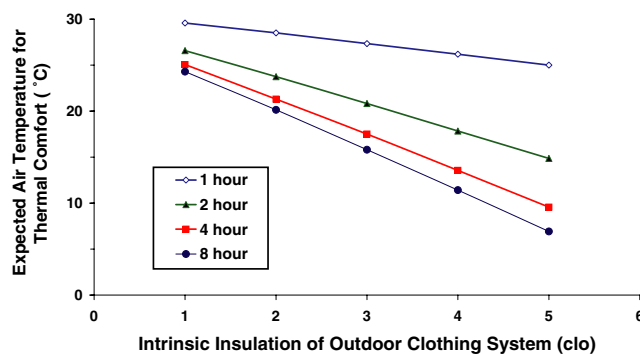 Expected Air Temperature for
Thermal Comfort ( ˚C)
30
20
10
0
1 hour
2 hour
4 hour
8 hour
0 1 2 3 4 5 6
Intrinsic Insulation of Outdoor Clothing System (clo)